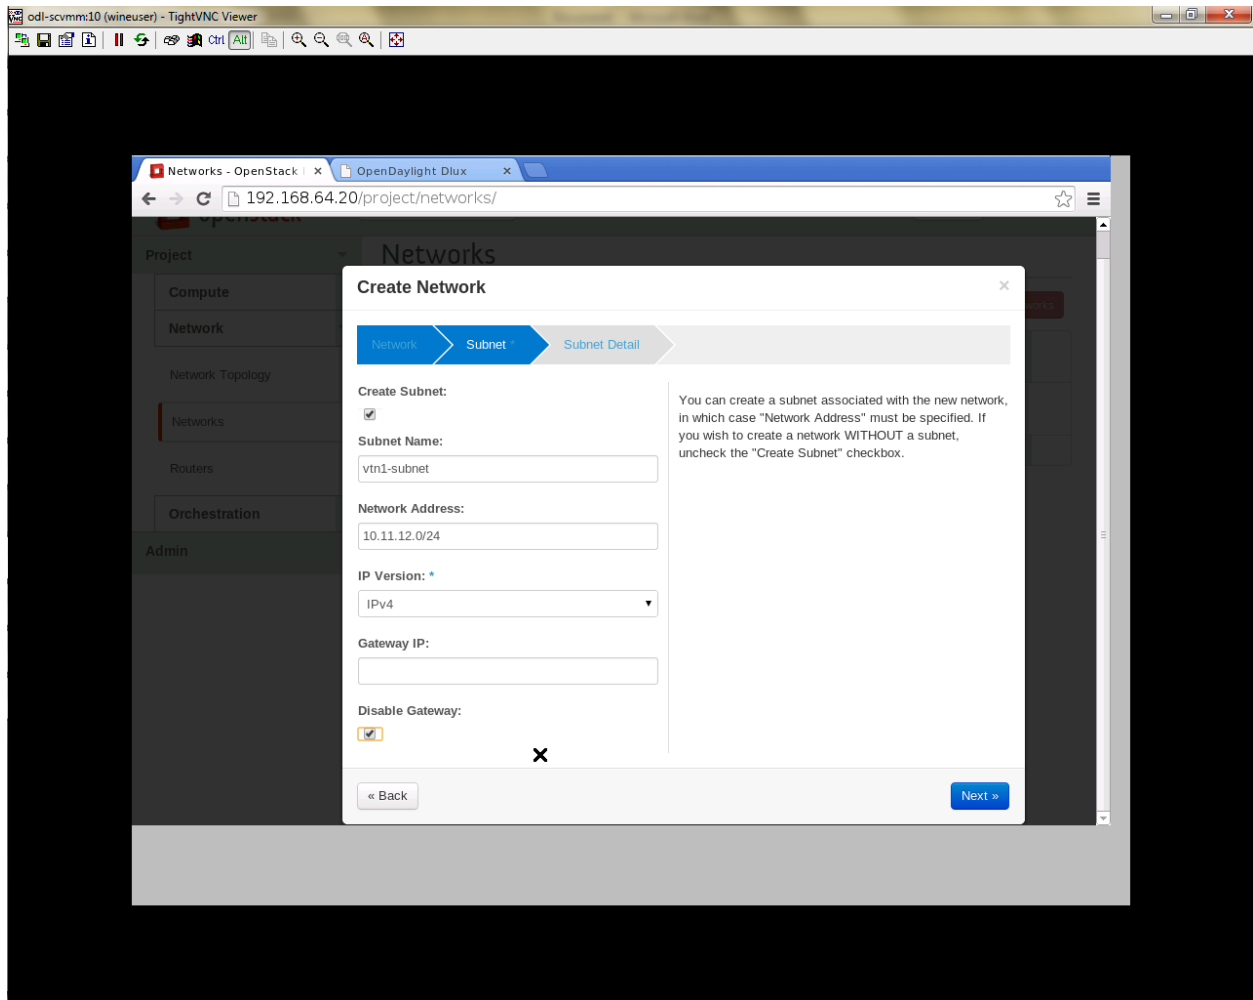 odl-scvmm:10 (wineuser) - TightVNC Viewer
Ctrl Alt
Networks - OpenStack
OpenDaylight Dlux
192.168.64.20/project/networks/
openstack
Project
Networks
Compute
Network
Network Topology
Networks
Routers
Orchestration
Admin
Create Network
Network
Subnet *
Subnet Detail
Create Subnet:
Subnet Name:
vtn1-subnet
Network Address:
10.11.12.0/24
IP Version: *
IPv4
Gateway IP:
Disable Gateway:
You can create a subnet associated with the new network,
in which case "Network Address" must be specified. If
you wish to create a network WITHOUT a subnet,
uncheck the "Create Subnet" checkbox.
« Back
Next »